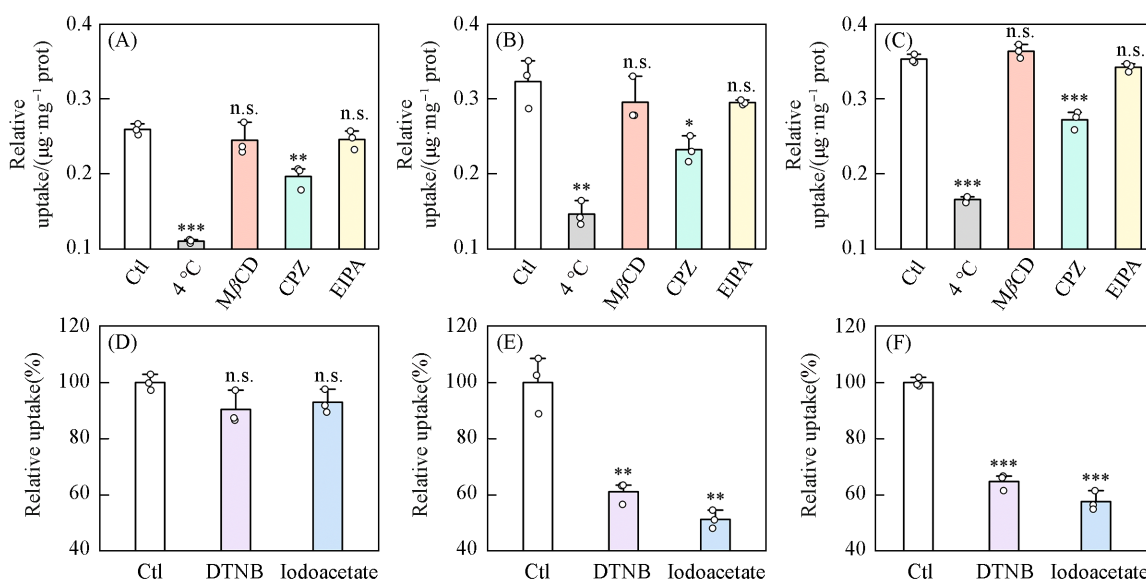 (A)
Relative
uptake/(μg·mg⁻¹ prot)
0.4
0.3
0.2
0.1
***
n.s.
**
n.s.
Ctl
4 °C
MβCD
CPZ
EIPA
(B)
Relative
uptake/(μg·mg⁻¹ prot)
0.4
0.3
0.2
0.1
**
n.s.
*
n.s.
Ctl
4 °C
MβCD
CPZ
EIPA
(C)
Relative
uptake/(μg·mg⁻¹ prot)
0.4
0.3
0.2
0.1
***
n.s.
***
n.s.
Ctl
4 °C
MβCD
CPZ
EIPA
(D)
Relative uptake(%)
120
100
80
60
40
n.s.
n.s.
Ctl
DTNB
Iodoacetate
(E)
Relative uptake(%)
120
100
80
60
40
**
**
Ctl
DTNB
Iodoacetate
(F)
Relative uptake(%)
120
100
80
60
40
***
***
Ctl
DTNB
Iodoacetate